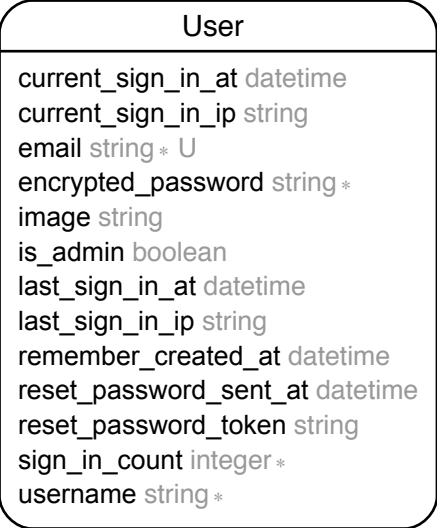 User
current_sign_in_at datetime
current_sign_in_ip string
email string * U
encrypted_password string *
image string
is_admin boolean
last_sign_in_at datetime
last_sign_in_ip string
remember_created_at datetime
reset_password_sent_at datetime
reset_password_token string
sign_in_count integer *
username string *